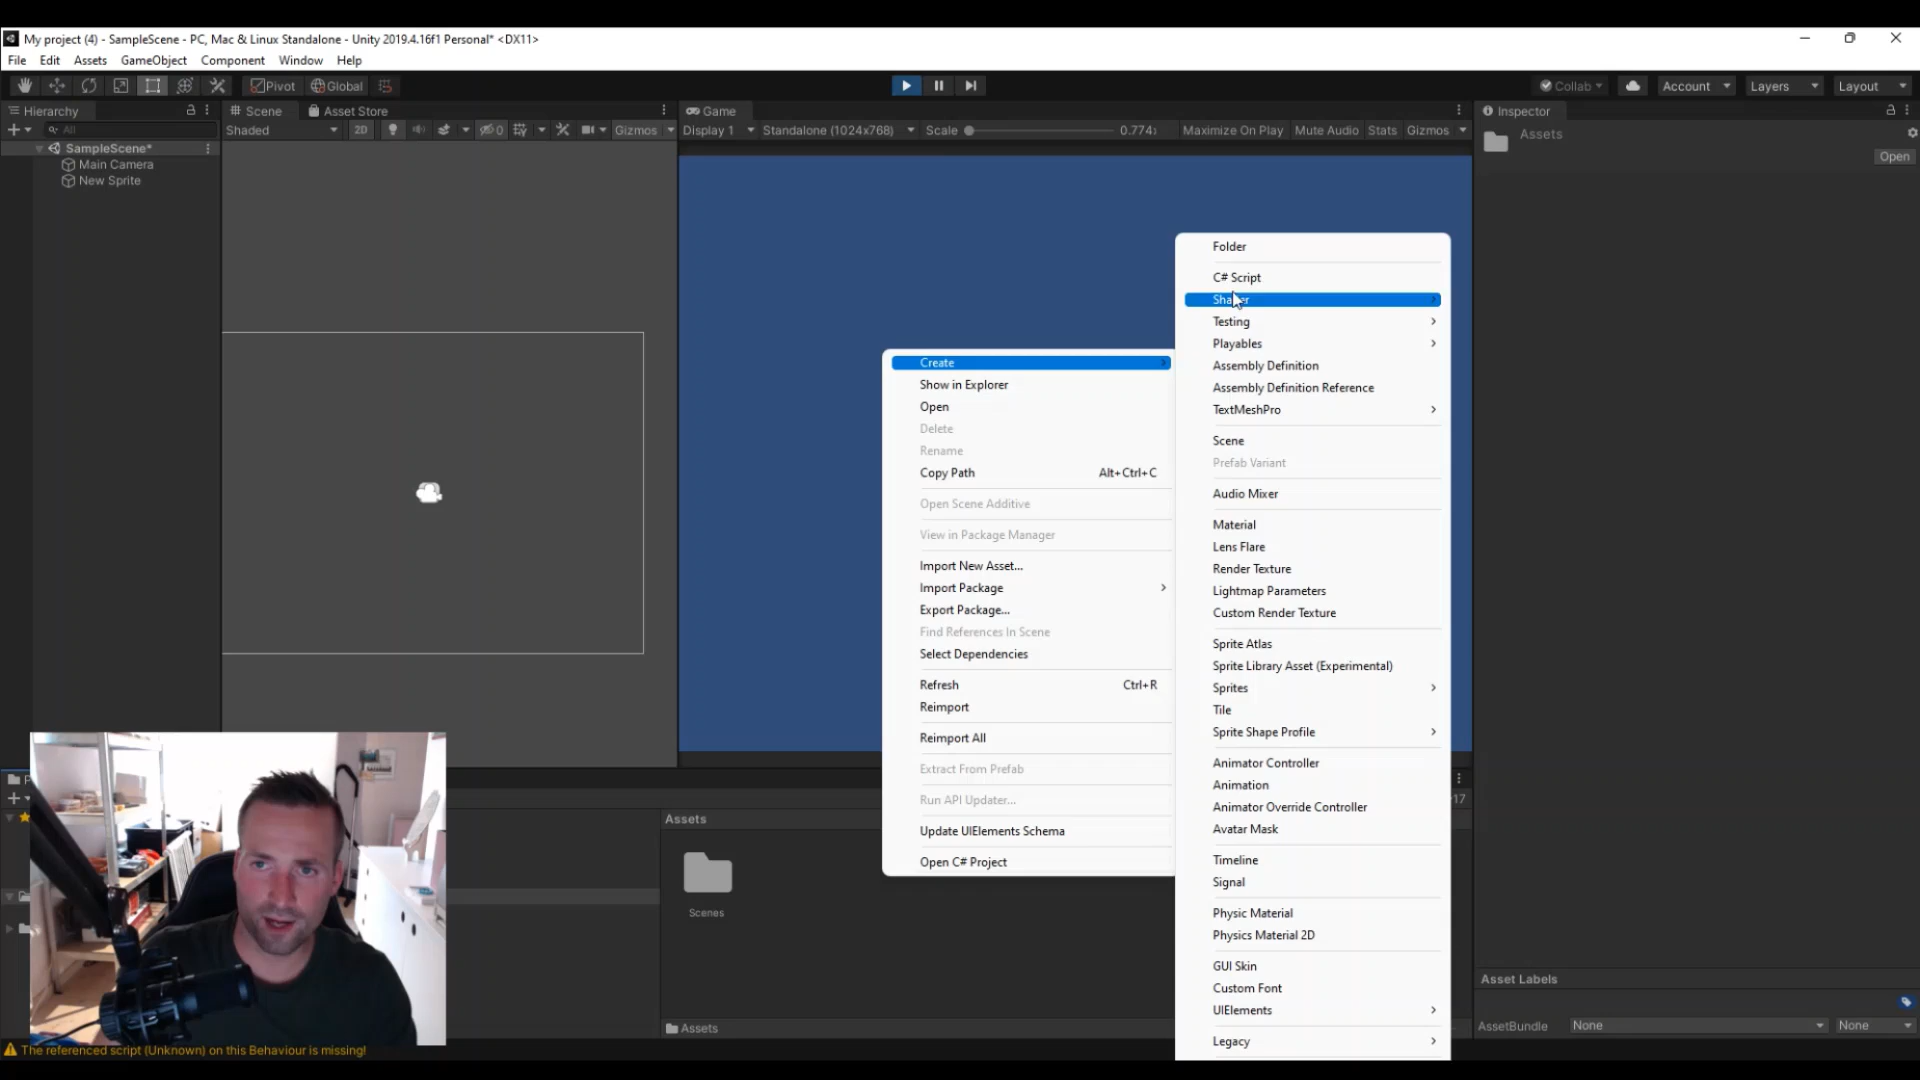 My project (4) - SampleScene - PC, Mac & Linux Standalone - Unity 2019.4.16f1 Personal* <DX11>
File Edit Assets GameObject Component Window Help
Pivot Global Collab Account Layers Layout
Hierarchy Scene Asset Store Game Inspector
All Shaded 2D 0 Gizmos Display 1 Standalone (1024x768) Scale 0.774: Maximize On Play Mute Audio Stats Gizmos
Assets
Open
SampleScene*
Main Camera
New Sprite
Create
Show in Explorer
Open
Delete
Rename
Copy Path Alt+Ctrl+C
Open Scene Additive
View in Package Manager
Import New Asset...
Import Package
Export Package...
Find References In Scene
Select Dependencies
Refresh Ctrl+R
Reimport
Reimport All
Extract From Prefab
Run API Updater...
Update UIElements Schema
Open C# Project
Folder
C# Script
Shader
Testing
Playables
Assembly Definition
Assembly Definition Reference
TextMeshPro
Scene
Prefab Variant
Audio Mixer
Material
Lens Flare
Render Texture
Lightmap Parameters
Custom Render Texture
Sprite Atlas
Sprite Library Asset (Experimental)
Sprites
Tile
Sprite Shape Profile
Animator Controller
Animation
Animator Override Controller
Avatar Mask
Timeline
Signal
Physic Material
Physics Material 2D
GUI Skin
Custom Font
UIElements
Legacy
17
Assets
Scenes
Assets
Asset Labels
AssetBundle None None
The referenced script (Unknown) on this Behaviour is missing!